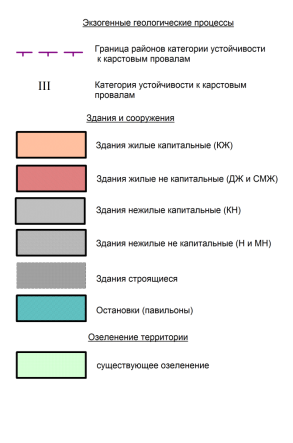 Экзогенные геологические процессы
Граница районов категории устойчивости
к карстовым провалам
III
Категория устойчивости к карстовым
провалам
Здания и сооружения
Здания жилые капитальные (КЖ)
Здания жилые не капитальные (ДЖ и СМЖ)
Здания нежилые капитальные (КН)
Здания нежилые не капитальные (Н и МН)
Здания строящиеся
Остановки (павильоны)
Озеленение территории
существующее озеленение